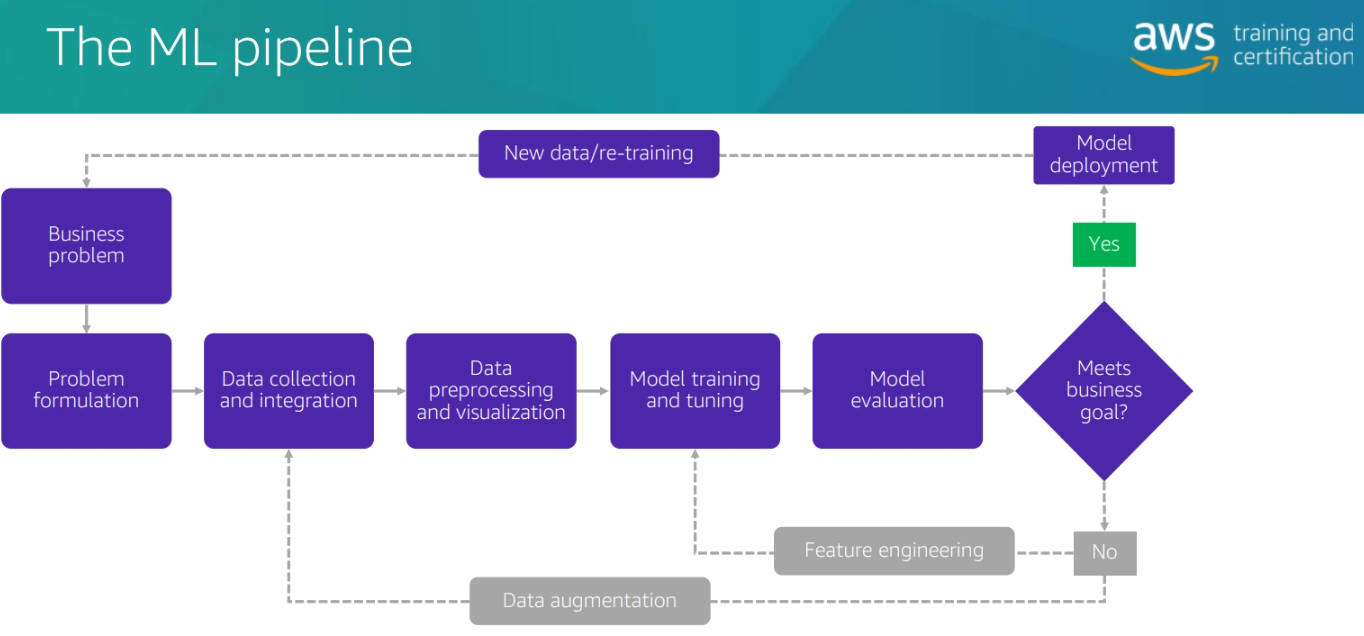 The ML pipeline
aws
training and
certification
New data/re-training
Model
deployment
Business
problem
Yes
Problem
formulation
Data collection
and integration
Data
preprocessing
and visualization
Model training
and tuning
Model
evaluation
Meets
business
goal?
Feature engineering
No
Data augmentation